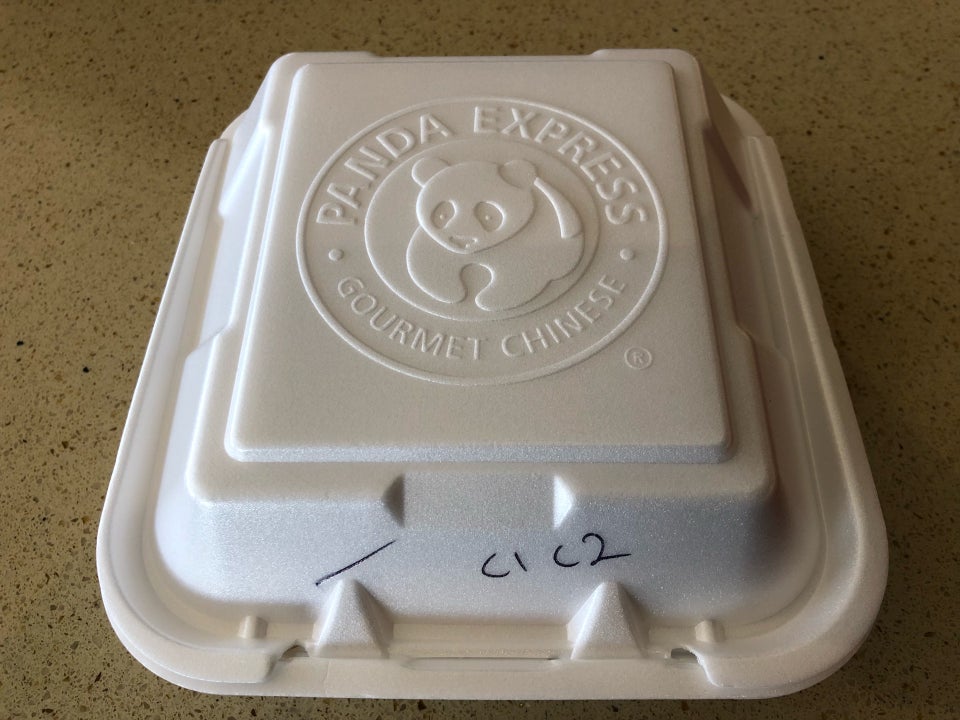 PANDA EXPRESS
GOURMET CHINESE
®
/ C1 C2